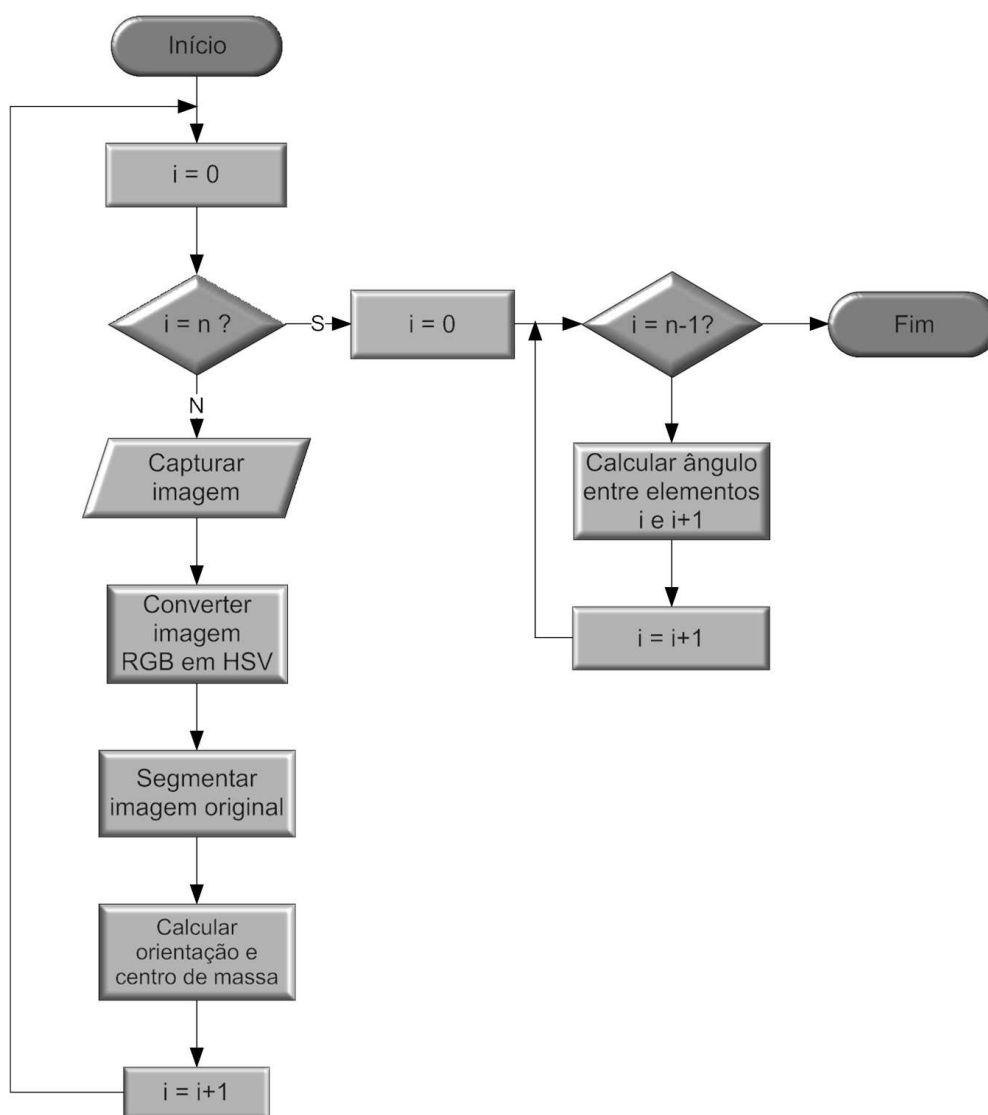 Início
i = 0
i = n ?
S
i = 0
i = n-1?
Fim
N
Capturar
imagem
Calcular ângulo
entre elementos
i e i+1
Converter
imagem
RGB em HSV
i = i+1
Segmentar
imagem original
Calcular
orientação e
centro de massa
i = i+1